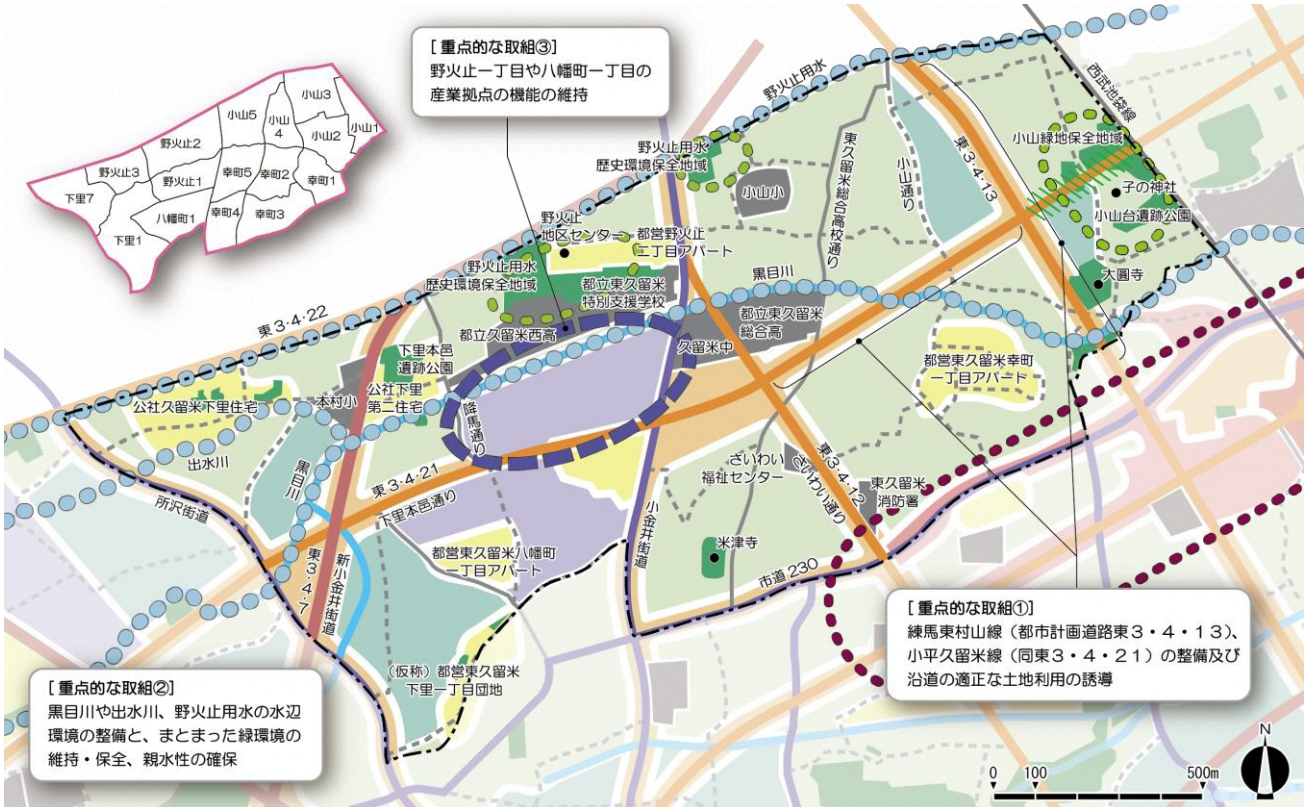 [重点的な取組③]
野火止一丁目や八幡町一丁目の
産業拠点の機能の維持
小山3
小山5
小山4
小山2
小山1
野火止2
野火止3
野火止1
幸町5
幸町2
幸町1
下里7
八幡町1
幸町4
幸町3
下里1
野火止用水
西武池袋線
野火止用水
歴史環境保全地域
小山小
東久留米総合高校通り
小山通り
東3・4・13
小山緑地保全地域
子の神社
小山台遺跡公園
大圓寺
野火止
地区センター
都営野火止
二丁目アパート
野火止用水
歴史環境保全地域
都立東久留米
特別支援学校
黒目川
都立久留米西高
久留米中
都立東久留米
総合高
都営東久留米幸町
一丁目アパート
東3・4・22
下里本邑
遺跡公園
公社下里
第二住宅
公社久留米下里住宅
本村小
降馬通り
出水川
黒目川
所沢街道
東3・4・21
下里本邑通り
さいわい
福祉センター
東3・4・12
さいわい通り
東久留米
消防署
小金井街道
米津寺
市道230
都営東久留米八幡町
一丁目アパート
東3・4・7
新小金井街道
(仮称)都営東久留米
下里一丁目団地
[重点的な取組①]
練馬東村山線(都市計画道路東3・4・13)、
小平久留米線(同東3・4・21)の整備及び
沿道の適正な土地利用の誘導
[重点的な取組②]
黒目川や出水川、野火止用水の水辺
環境の整備と、まとまった緑環境の
維持・保全、親水性の確保
N
0 100 500m